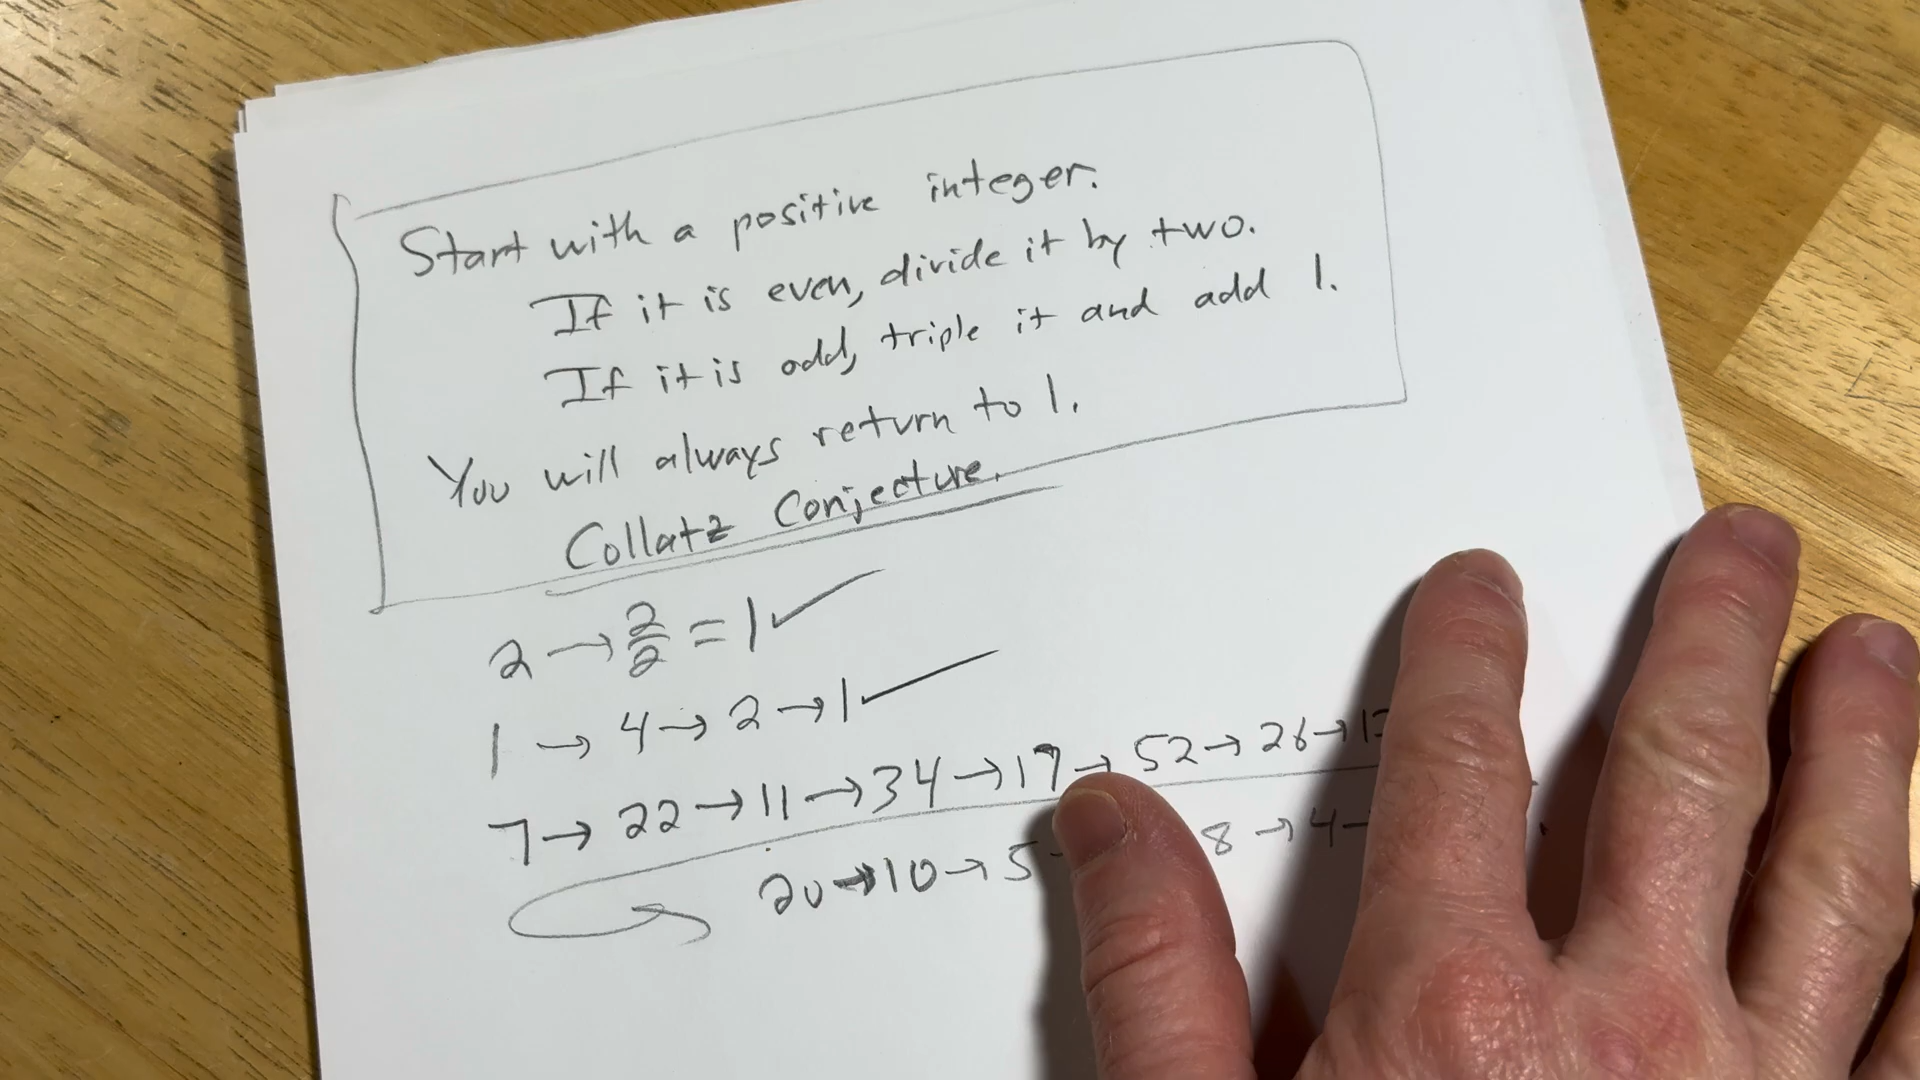 Start with a positive integer.
If it is even, divide it by two.
If it is odd, triple it and add 1.
You will always return to 1.
Collatz Conjecture.
2 → 2/2 = 1 ✓
1 → 4 → 2 → 1 ✓
7 → 22 → 11 → 34 → 17 → 52 → 26 →
20 → 10 → 5 8 → 4